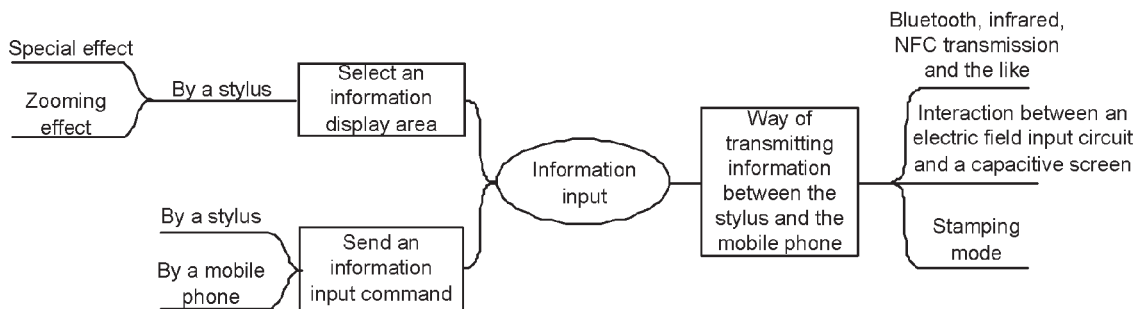 Special effect
Zooming
effect
By a stylus
Select an
information
display area
By a stylus
By a mobile
phone
Send an
information
input command
Information
input
Way of
transmitting
information
between the
stylus and the
mobile phone
Bluetooth, infrared,
NFC transmission
and the like
Interaction between an
electric field input circuit
and a capacitive screen
Stamping
mode